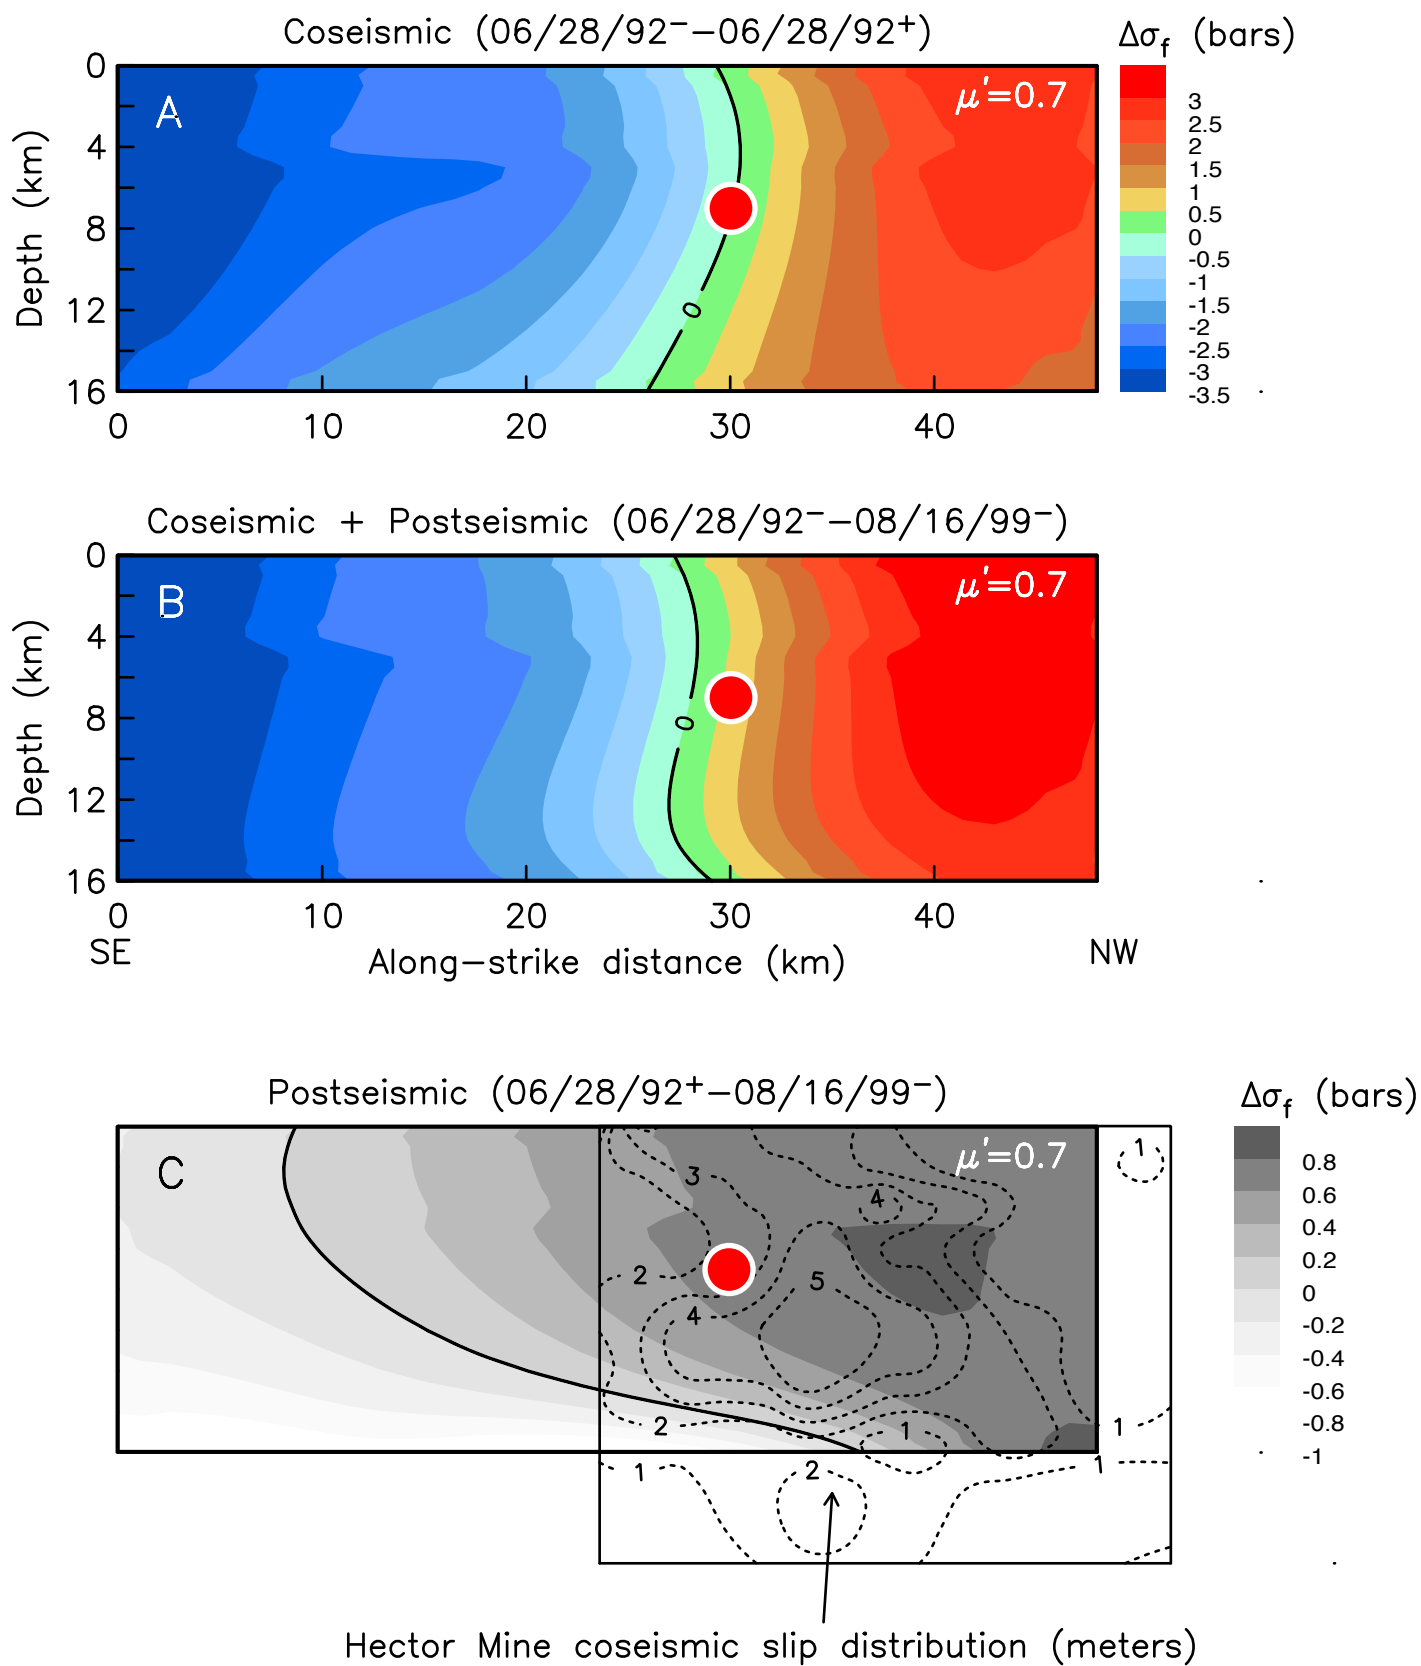 Coseismic (06/28/92⁻−06/28/92⁺)
Δσf (bars)
A
μ'=0.7
Depth (km)
0
4
8
12
16
0 10 20 30 40
0
3
2.5
2
1.5
1
0.5
0
-0.5
-1
-1.5
-2
-2.5
-3
-3.5
Coseismic + Postseismic (06/28/92⁻−08/16/99⁻)
B
μ'=0.7
Depth (km)
0
4
8
12
16
0
0 10 20 30 40
SE
Along−strike distance (km)
NW
Postseismic (06/28/92⁺−08/16/99⁻)
Δσf (bars)
C
μ'=0.7
1
3
4
2
5
4
2
1
1
1
2
1
0.8
0.6
0.4
0.2
0
-0.2
-0.4
-0.6
-0.8
-1
Hector Mine coseismic slip distribution (meters)